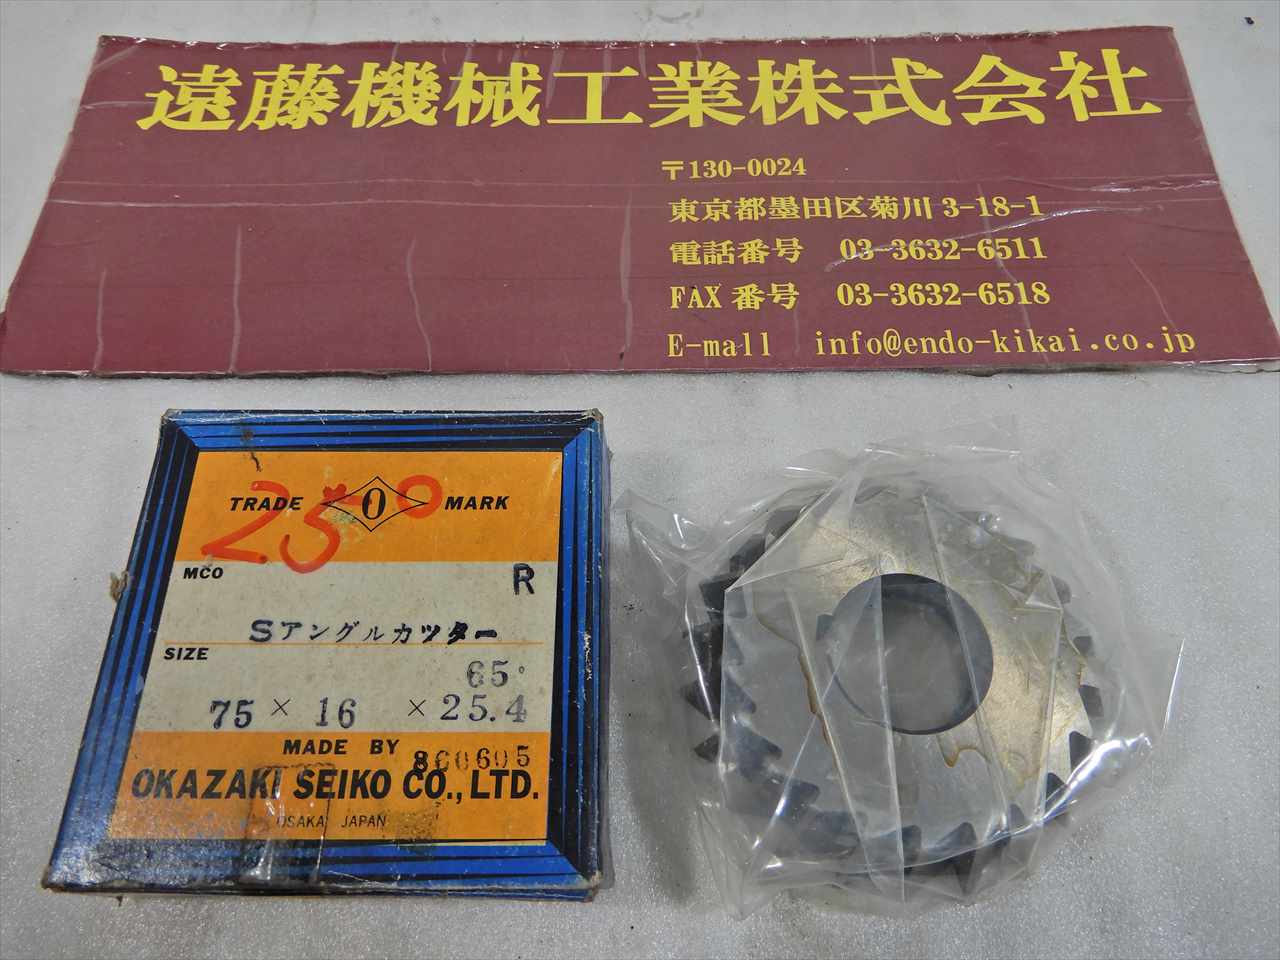 遠藤機械工業株式会社
〒130-0024
東京都墨田区菊川 3-18-1
電話番号 03-3632-6511
FAX 番号 03-3632-6518
E-mall info@endo-kikai.co.jp
TRADE O MARK
250
MCO R
Sアングルカッター
SIZE
65°
75 × 16 × 25.4
MADE BY
860605
OKAZAKI SEIKO CO., LTD.
OSAKA JAPAN